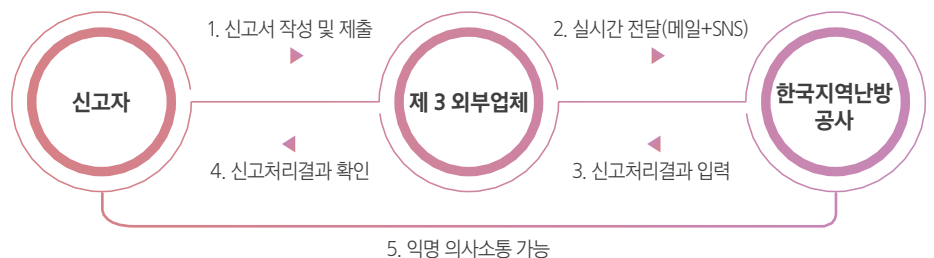 1. 신고서 작성 및 제출
2. 실시간 전달(메일+SNS)
신고자
제 3 외부업체
한국지역난방
공사
4. 신고처리결과 확인
3. 신고처리결과 입력
5. 익명 의사소통 가능